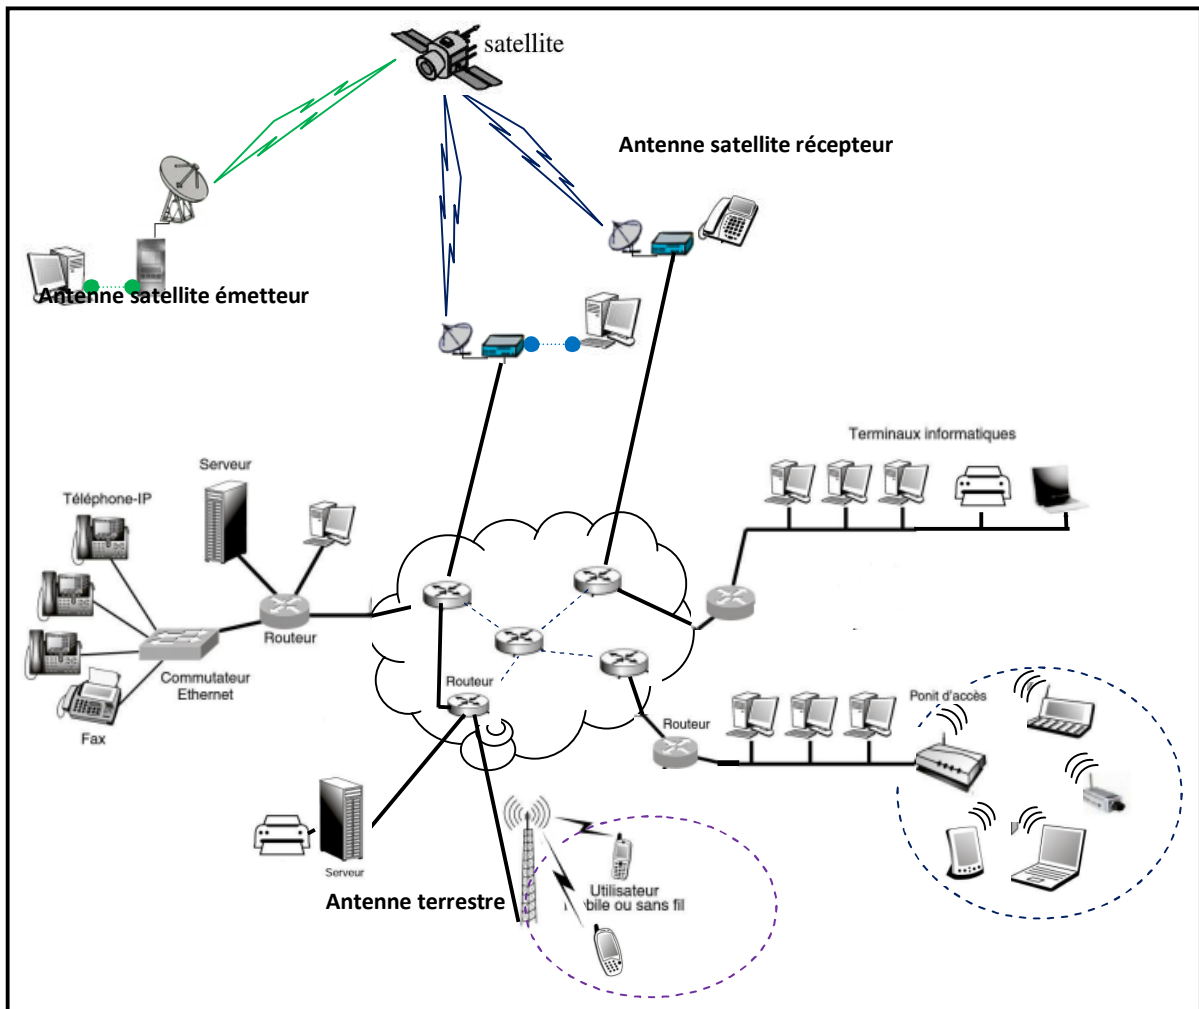 satellite
Antenne satellite récepteur
Antenne satellite émetteur
Terminaux informatiques
Serveur
Téléphone-IP
Routeur
Commutateur
Ethernet
Fax
Routeur
Ponit d'accès
Routeur
Serveur
Antenne terrestre
Utilisateur
bile ou sans fil